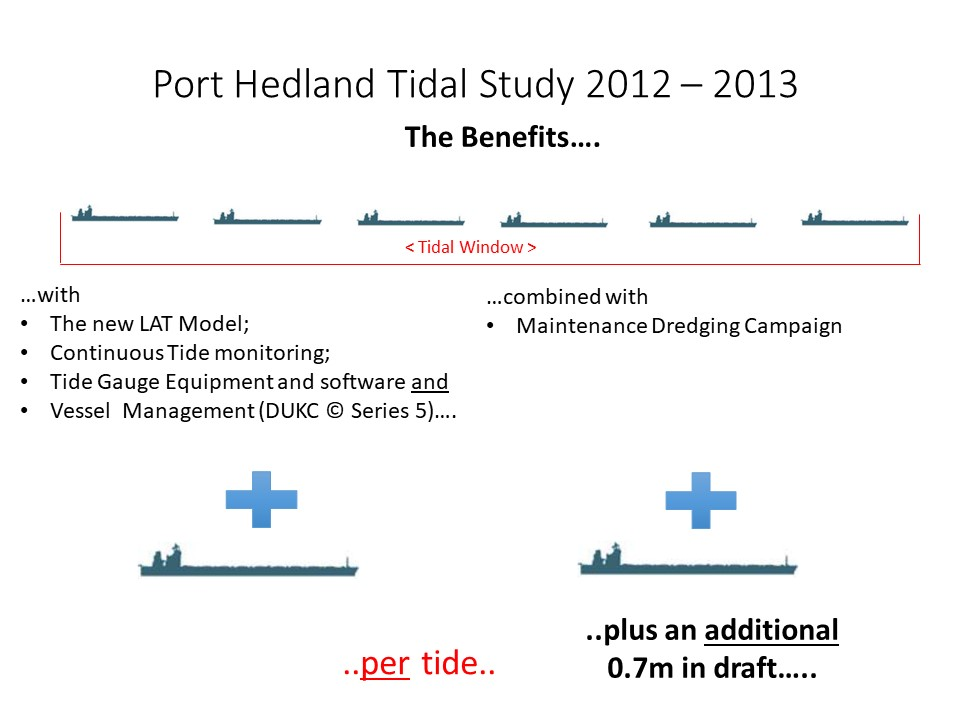 Port Hedland Tidal Study 2012 – 2013
The Benefits….
< Tidal Window >
…with
• The new LAT Model;
• Continuous Tide monitoring;
• Tide Gauge Equipment and software and
• Vessel Management (DUKC © Series 5)….
…combined with
• Maintenance Dredging Campaign
..per tide..
..plus an additional
0.7m in draft…..